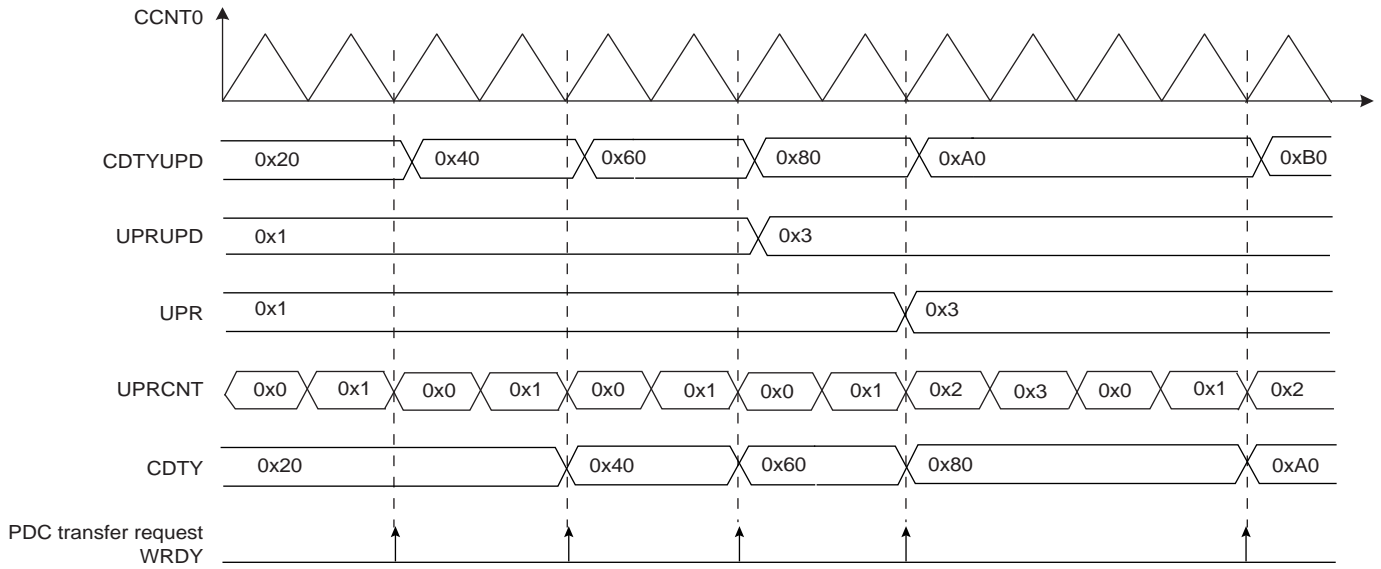 CCNT0
CDTYUPD 0x20 0x40 0x60 0x80 0xA0 0xB0
UPRUPD 0x1 0x3
UPR 0x1 0x3
UPRCNT 0x0 0x1 0x0 0x1 0x0 0x1 0x0 0x1 0x2 0x3 0x0 0x1 0x2
CDTY 0x20 0x40 0x60 0x80 0xA0
PDC transfer request
WRDY